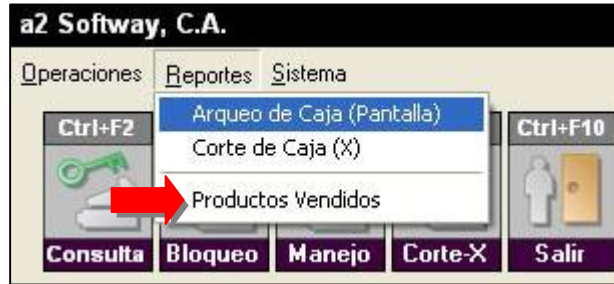 a2 Softway, C.A.
Operaciones Reportes Sistema
Arqueo de Caja (Pantalla)
Corte de Caja (X)
Productos Vendidos
Ctrl+F2 Ctrl+F10
Consulta Bloqueo Manejo Corte-X Salir